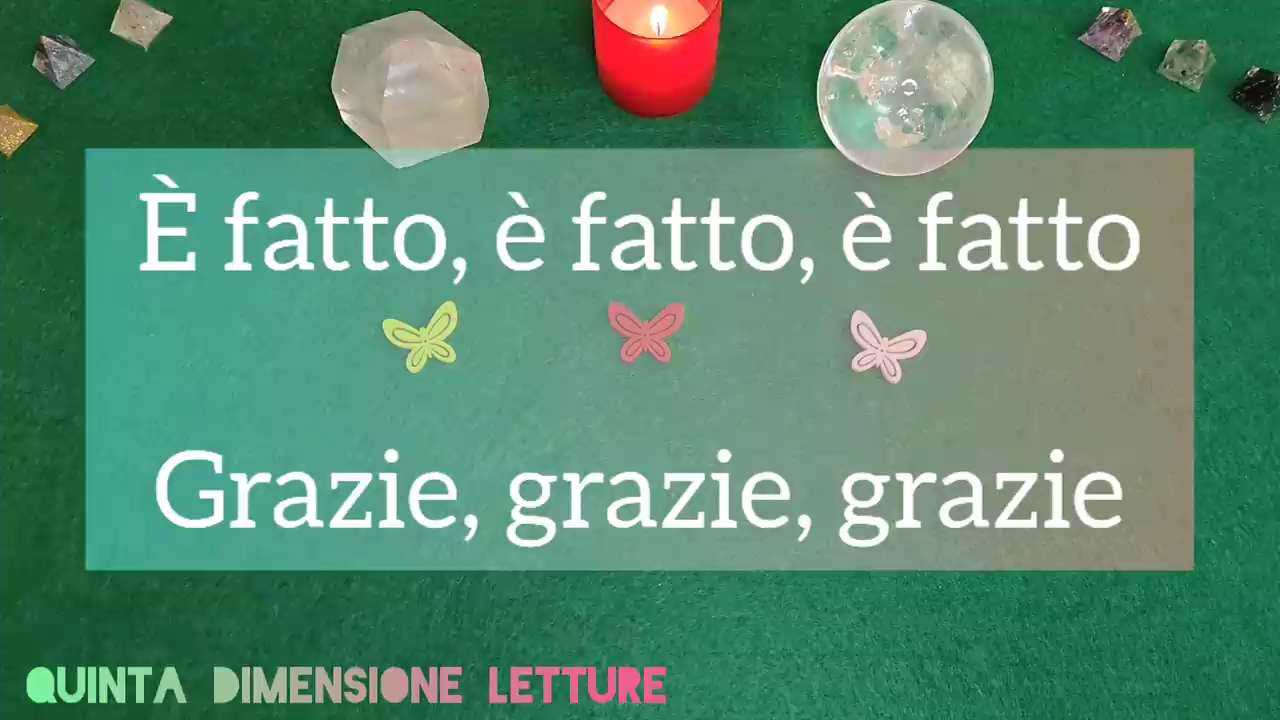 È fatto, è fatto, è fatto
Grazie, grazie, grazie
QUINTA DIMENSIONE LETTURE